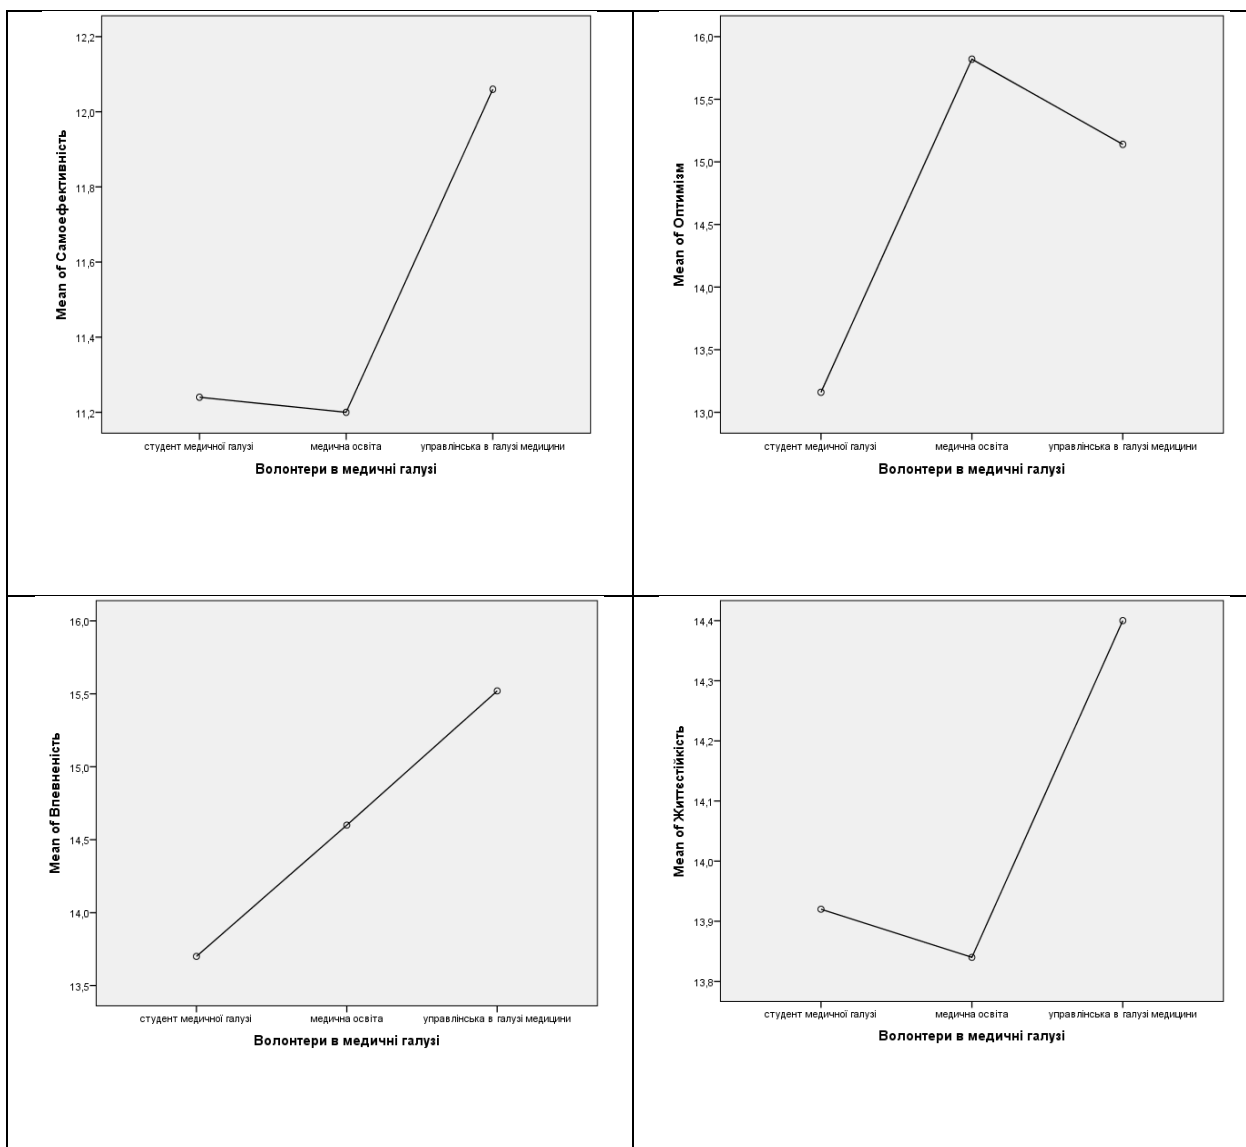 12,2
12,0
11,8
11,6
11,4
11,2
Mean of Самоефективність
студент медичної галузі
медична освіта
управлінська в галузі медицини
Волонтери в медичні галузі
16,0
15,5
15,0
14,5
14,0
13,5
13,0
Mean of Оптимізм
студент медичної галузі
медична освіта
управлінська в галузі медицини
Волонтери в медичні галузі
16,0
15,5
15,0
14,5
14,0
13,5
Mean of Впевненість
студент медичної галузі
медична освіта
управлінська в галузі медицини
Волонтери в медичні галузі
14,4
14,3
14,2
14,1
14,0
13,9
13,8
Mean of Життєстійкість
студент медичної галузі
медична освіта
управлінська в галузі медицини
Волонтери в медичні галузі